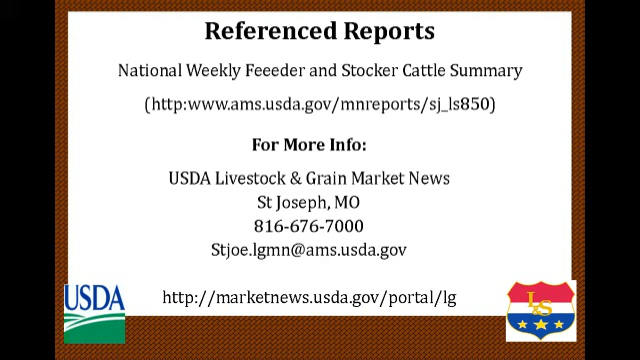 Referenced Reports
National Weekly Feeeder and Stocker Cattle Summary
(http:www.ams.usda.gov/mnreports/sj_ls850)
For More Info:
USDA Livestock & Grain Market News
St Joseph, MO
816-676-7000
Stjoe.lgmn@ams.usda.gov
http://marketnews.usda.gov/portal/lg
USDA
LS